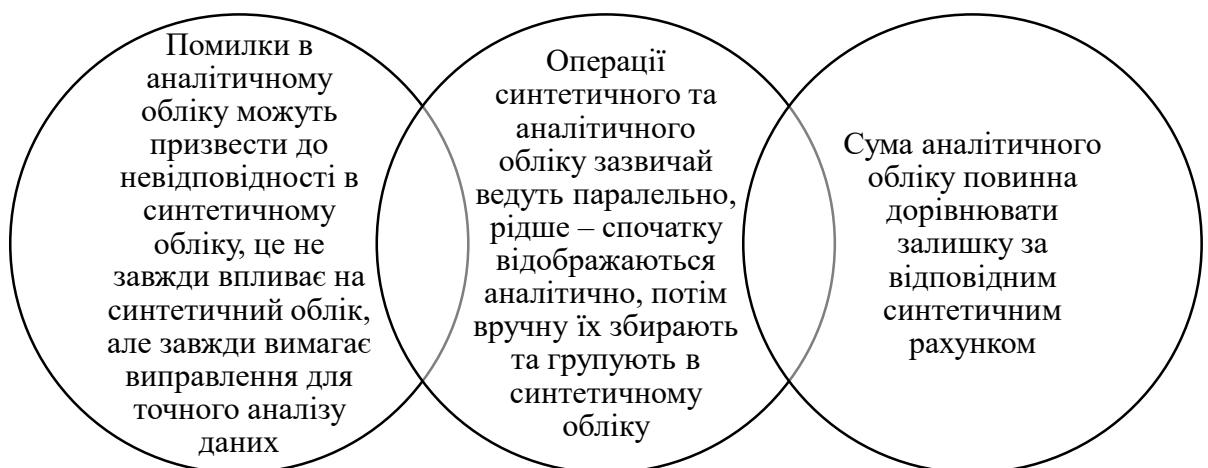 Помилки в
аналітичному
обліку можуть
призвести до
невідповідності в
синтетичному
обліку, це не
завжди впливає на
синтетичний облік,
але завжди вимагає
виправлення для
точного аналізу
даних
Операції
синтетичного та
аналітичного
обліку зазвичай
ведуть паралельно,
рідше – спочатку
відображаються
аналітично, потім
вручну їх збирають
та групують в
синтетичному
обліку
Сума аналітичного
обліку повинна
дорівнювати
залишку за
відповідним
синтетичним
рахунком